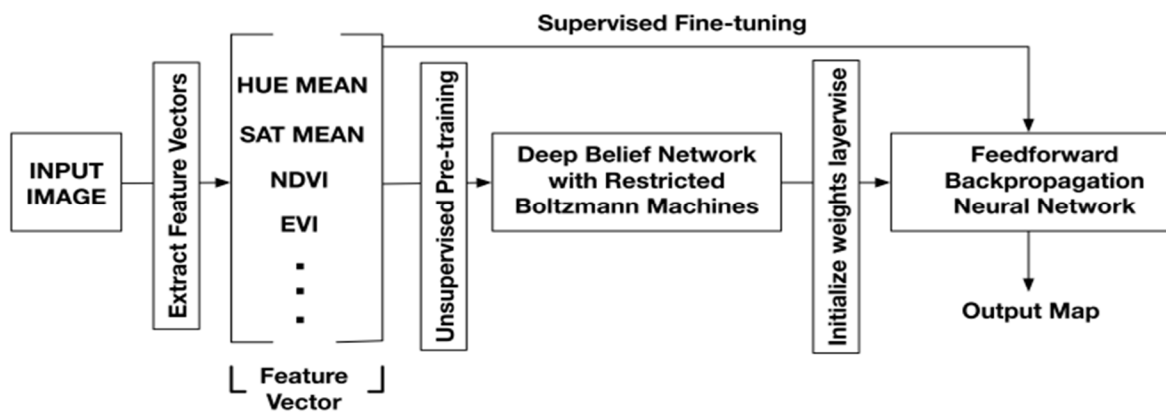 Supervised Fine-tuning
INPUT
IMAGE
Extract Feature Vectors
HUE MEAN
SAT MEAN
NDVI
EVI
Feature
Vector
Unsupervised Pre-training
Deep Belief Network
with Restricted
Boltzmann Machines
Initialize weights layerwise
Feedforward
Backpropagation
Neural Network
Output Map